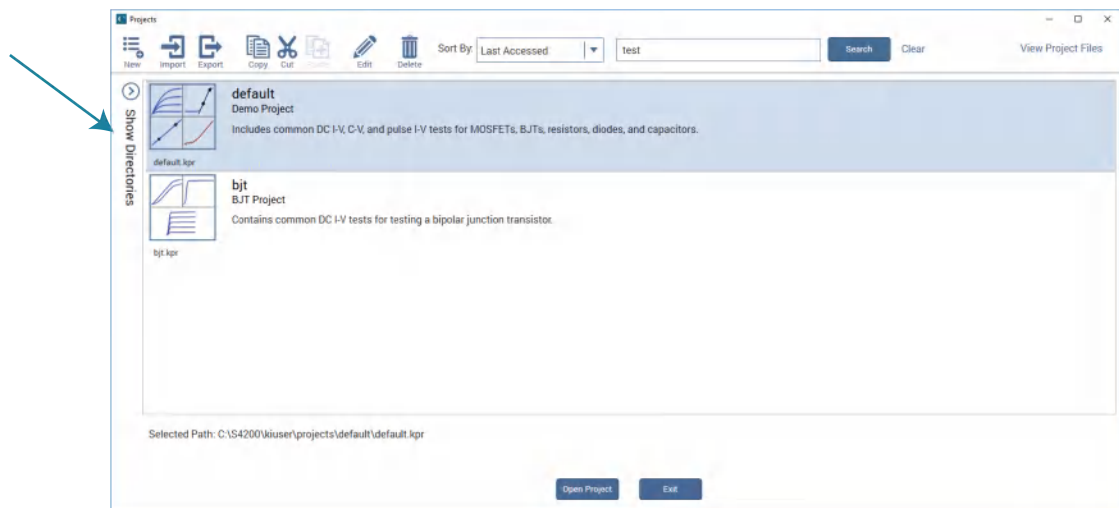 Projects
New Import Export Copy Cut Paste Edit Delete Sort By: Last Accessed test Search Clear View Project Files
Show Directories
default
Demo Project
Includes common DC I-V, C-V, and pulse I-V tests for MOSFETs, BJTs, resistors, diodes, and capacitors.
default.kpr
bjt
BJT Project
Contains common DC I-V tests for testing a bipolar junction transistor.
bjt.kpr
Selected Path: C:\S4200\kiuser\projects\default\default.kpr
Open Project Exit